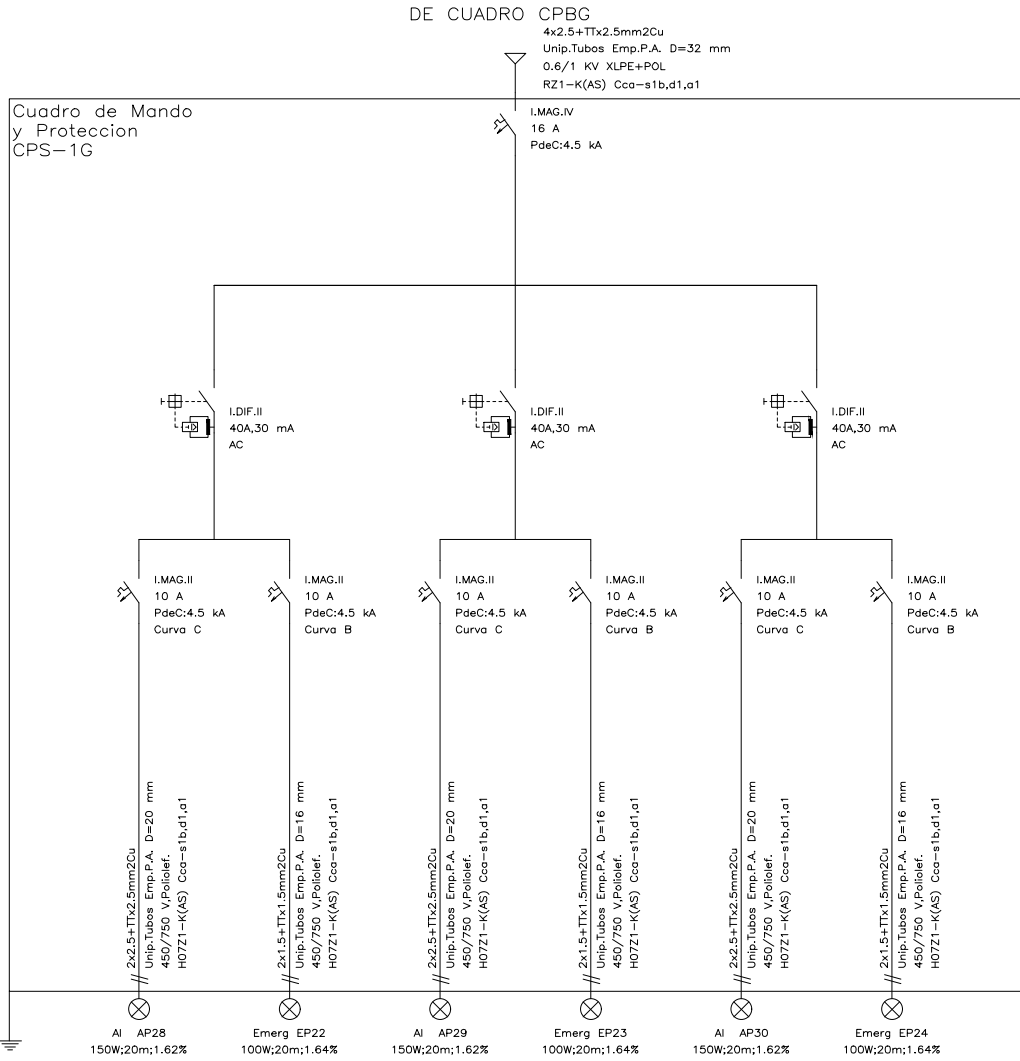 DE CUADRO CPBG
4x2.5+TTx2.5mm2Cu
Unip.Tubos Emp.P.A. D=32 mm
0.6/1 KV XLPE+POL
RZ1-K(AS) Cca-s1b,d1,a1
Cuadro de Mando
y Proteccion
CPS-1G
I.MAG.IV
16 A
PdeC:4.5 kA
I.DIF.II
40A,30 mA
AC
I.DIF.II
40A,30 mA
AC
I.DIF.II
40A,30 mA
AC
I.MAG.II
10 A
PdeC:4.5 kA
Curva C
I.MAG.II
10 A
PdeC:4.5 kA
Curva B
I.MAG.II
10 A
PdeC:4.5 kA
Curva C
I.MAG.II
10 A
PdeC:4.5 kA
Curva B
I.MAG.II
10 A
PdeC:4.5 kA
Curva C
I.MAG.II
10 A
PdeC:4.5 kA
Curva B
2x2.5+TTx2.5mm2Cu
Unip.Tubos Emp.P.A. D=20 mm
450/750 V,Poliolef.
H07Z1-K(AS) Cca-s1b,d1,a1
2x1.5+TTx1.5mm2Cu
Unip.Tubos Emp.P.A. D=16 mm
450/750 V,Poliolef.
H07Z1-K(AS) Cca-s1b,d1,a1
2x2.5+TTx2.5mm2Cu
Unip.Tubos Emp.P.A. D=20 mm
450/750 V,Poliolef.
H07Z1-K(AS) Cca-s1b,d1,a1
2x1.5+TTx1.5mm2Cu
Unip.Tubos Emp.P.A. D=16 mm
450/750 V,Poliolef.
H07Z1-K(AS) Cca-s1b,d1,a1
2x2.5+TTx2.5mm2Cu
Unip.Tubos Emp.P.A. D=20 mm
450/750 V,Poliolef.
H07Z1-K(AS) Cca-s1b,d1,a1
2x1.5+TTx1.5mm2Cu
Unip.Tubos Emp.P.A. D=16 mm
450/750 V,Poliolef.
H07Z1-K(AS) Cca-s1b,d1,a1
Al AP28
150W;20m;1.62%
Emerg EP22
100W;20m;1.64%
Al AP29
150W;20m;1.62%
Emerg EP23
100W;20m;1.64%
Al AP30
150W;20m;1.62%
Emerg EP24
100W;20m;1.64%